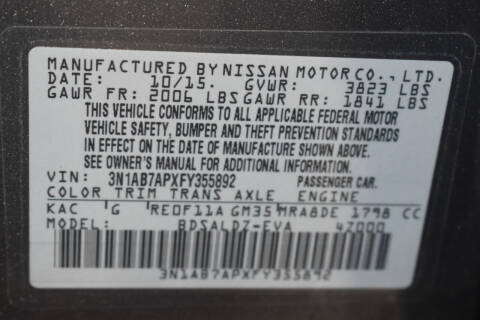 MANUFACTURED BY NISSAN MOTOR CO., LTD.
DATE: 10/15. GVWR: 3823 LBS
GAWR FR: 2006 LBS GAWR RR: 1841 LBS
THIS VEHICLE CONFORMS TO ALL APPLICABLE FEDERAL MOTOR
VEHICLE SAFETY, BUMPER AND THEFT PREVENTION STANDARDS
IN EFFECT ON THE DATE OF MANUFACTURE SHOWN ABOVE.
SEE OWNER'S MANUAL FOR ADDITIONAL INFORMATION.
VIN: 3N1AB7APXFY355892 PASSENGER CAR.
COLOR TRIM TRANS AXLE ENGINE
KAC G RE0F11A GM35 MRA8DE 1798 CC
MODEL: BDSALDZ-EVA 4Z000
3N1AB7APXFY355892